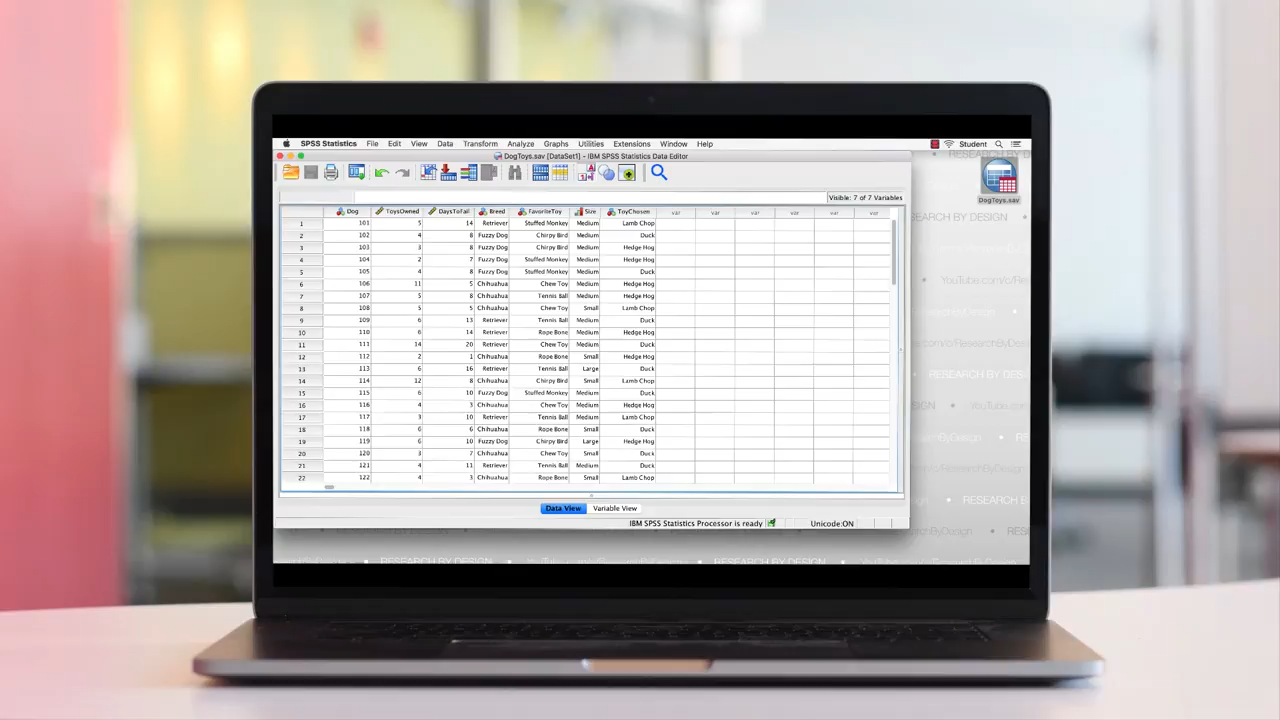 SPSS Statistics File Edit View Data Transform Analyze Graphs Utilities Extensions Window Help Student
DogToys.sav [DataSet1] - IBM SPSS Statistics Data Editor
Visible: 7 of 7 Variables
DogToys.sav
Dog ToysOwned DaysToFail Breed FavoriteToy Size ToyChosen var var var var var var
1 101 5 14 Retriever Stuffed Monkey Medium Lamb Chop
2 102 4 8 Fuzzy Dog Chirpy Bird Medium Duck
3 103 3 8 Fuzzy Dog Chirpy Bird Medium Hedge Hog
4 104 2 7 Fuzzy Dog Stuffed Monkey Medium Hedge Hog
5 105 4 8 Fuzzy Dog Stuffed Monkey Medium Duck
6 106 11 5 Chihuahua Chew Toy Medium Hedge Hog
7 107 5 8 Chihuahua Tennis Ball Medium Hedge Hog
8 108 5 5 Chihuahua Chew Toy Small Lamb Chop
9 109 6 13 Retriever Tennis Ball Medium Duck
10 110 6 14 Retriever Rope Bone Medium Hedge Hog
11 111 14 20 Retriever Chew Toy Medium Duck
12 112 2 1 Chihuahua Rope Bone Small Hedge Hog
13 113 6 16 Retriever Tennis Ball Large Duck
14 114 12 8 Chihuahua Chirpy Bird Small Lamb Chop
15 115 6 10 Fuzzy Dog Stuffed Monkey Medium Duck
16 116 4 3 Chihuahua Chew Toy Medium Hedge Hog
17 117 3 10 Retriever Tennis Ball Medium Lamb Chop
18 118 6 6 Chihuahua Rope Bone Small Duck
19 119 6 10 Fuzzy Dog Chirpy Bird Large Hedge Hog
20 120 3 7 Chihuahua Chew Toy Small Duck
21 121 4 11 Retriever Tennis Ball Medium Duck
22 122 4 3 Chihuahua Rope Bone Small Lamb Chop
Data View Variable View
IBM SPSS Statistics Processor is ready Unicode:ON
RESEARCH BY DESIGN
RESEARCH BY DESIGN